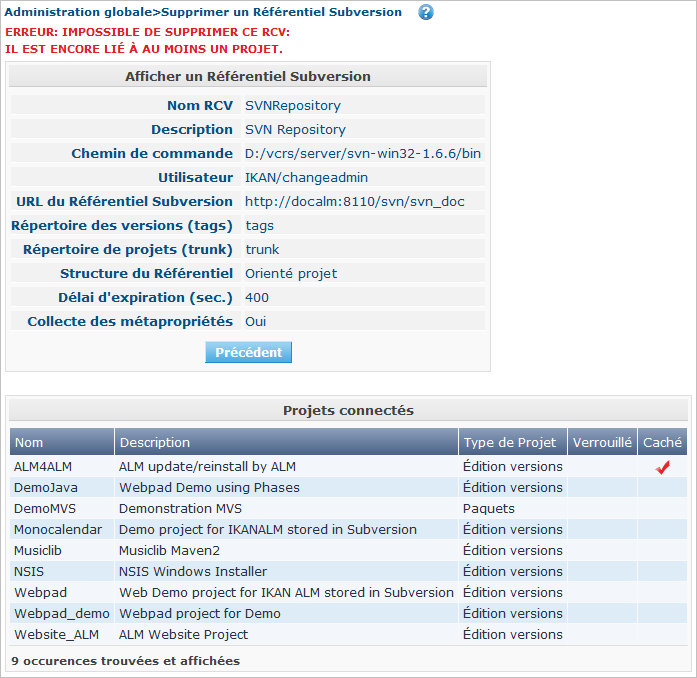 Administration globale>Supprimer un Référentiel Subversion ?
ERREUR: IMPOSSIBLE DE SUPPRIMER CE RCV:
IL EST ENCORE LIÉ À AU MOINS UN PROJET.
Afficher un Référentiel Subversion
Nom RCV SVNRepository
Description SVN Repository
Chemin de commande D:/vcrs/server/svn-win32-1.6.6/bin
Utilisateur IKAN/changeadmin
URL du Référentiel Subversion http://docalm:8110/svn/svn_doc
Répertoire des versions (tags) tags
Répertoire de projets (trunk) trunk
Structure du Référentiel Orienté projet
Délai d'expiration (sec.) 400
Collecte des métapropriétés Oui
Précédent
Projets connectés
Nom Description Type de Projet Verrouillé Caché
ALM4ALM ALM update/reinstall by ALM Édition versions
DemoJava Webpad Demo using Phases Édition versions
DemoMVS Demonstration MVS Paquets
Monocalendar Demo project for IKANALM stored in Subversion Édition versions
Musiclib Musiclib Maven2 Édition versions
NSIS NSIS Windows Installer Édition versions
Webpad Web Demo project for IKAN ALM stored in Subversion Édition versions
Webpad_demo Webpad project for Demo Édition versions
Website_ALM ALM Website Project Édition versions
9 occurences trouvées et affichées